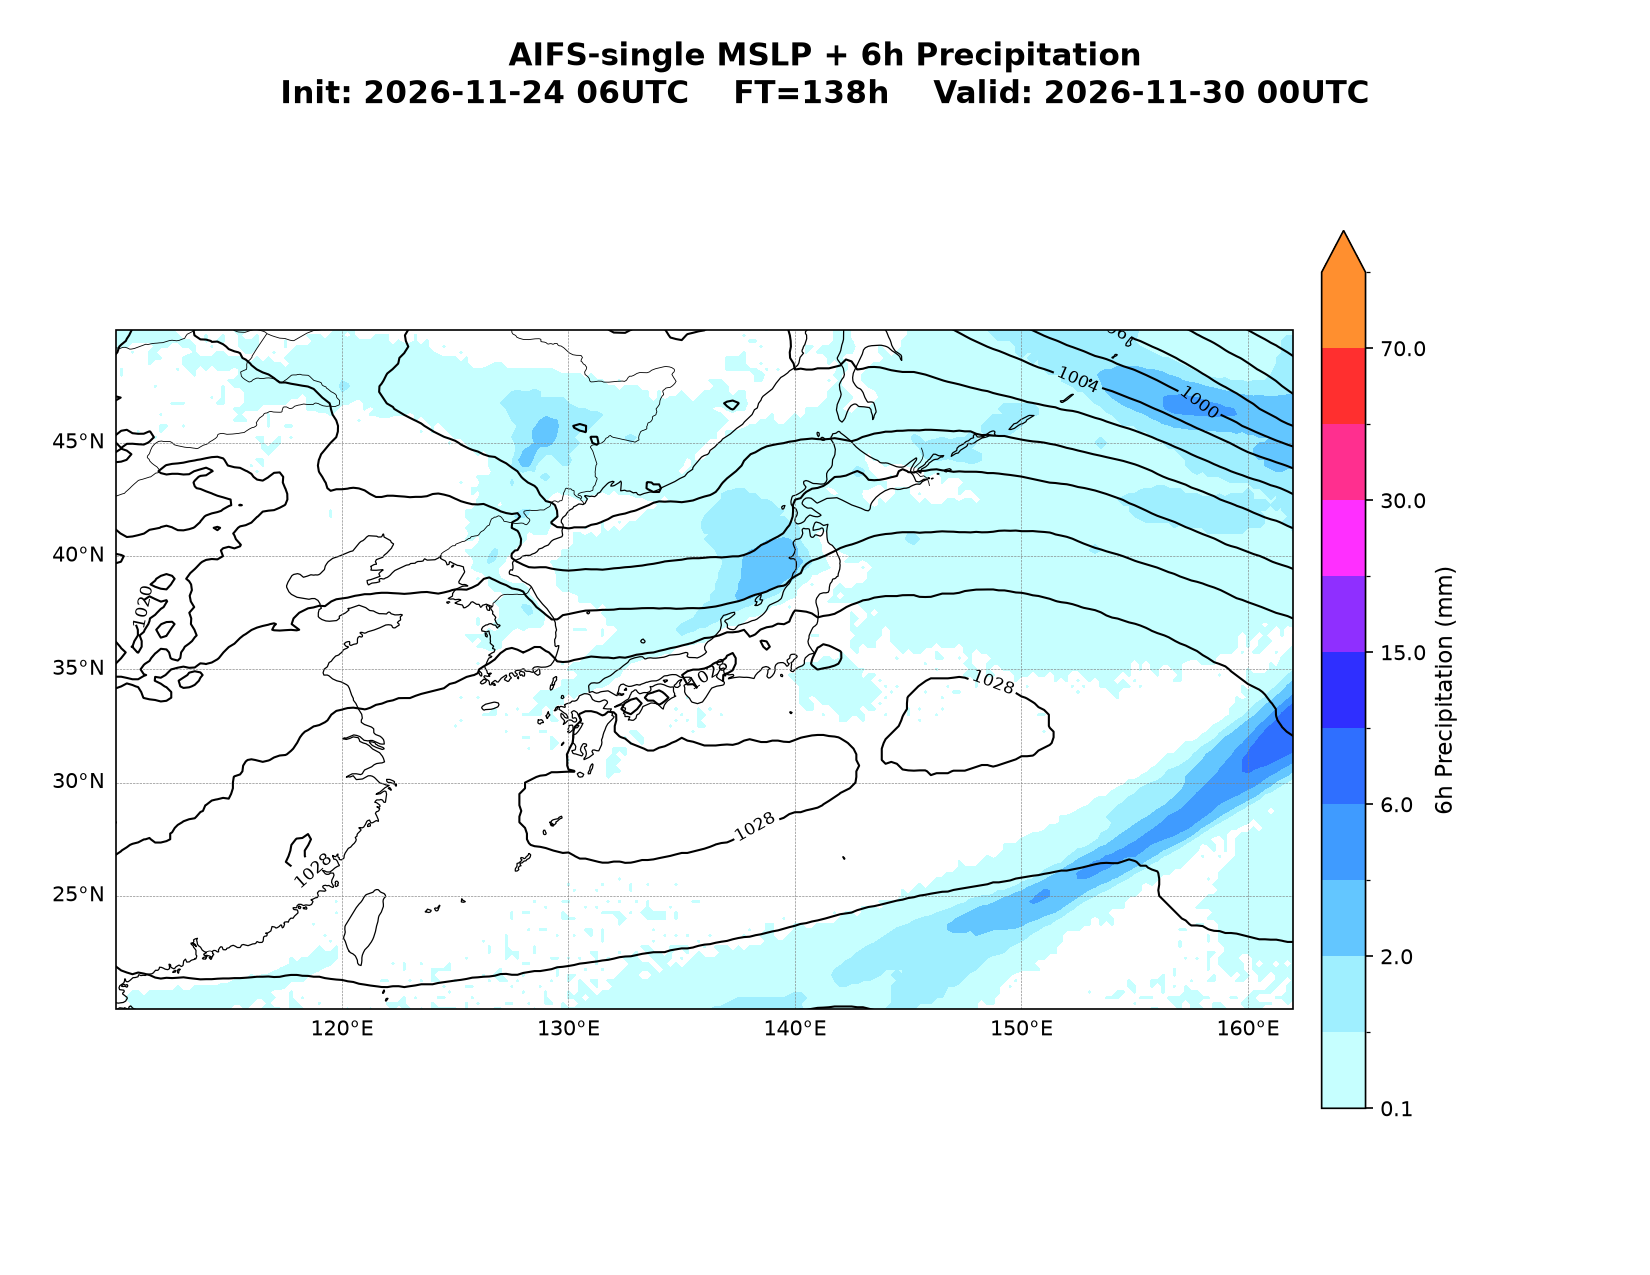 AIFS-single MSLP + 6h Precipitation
Init: 2026-11-24 06UTC    FT=138h    Valid: 2026-11-30 00UTC
70.0
30.0
15.0
6.0
2.0
0.1
6h Precipitation (mm)
45°N
40°N
35°N
30°N
25°N
120°E
130°E
140°E
150°E
160°E
1004
1000
1020
1028
1028
1028
1028